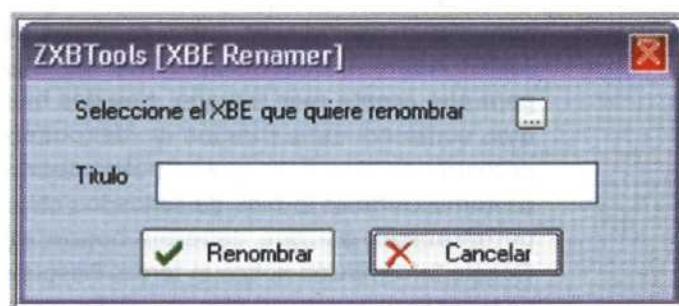 ZXBTools [XBE Renamer]
Seleccione el XBE que quiere renombrar ...
Titulo
Renombrar Cancelar